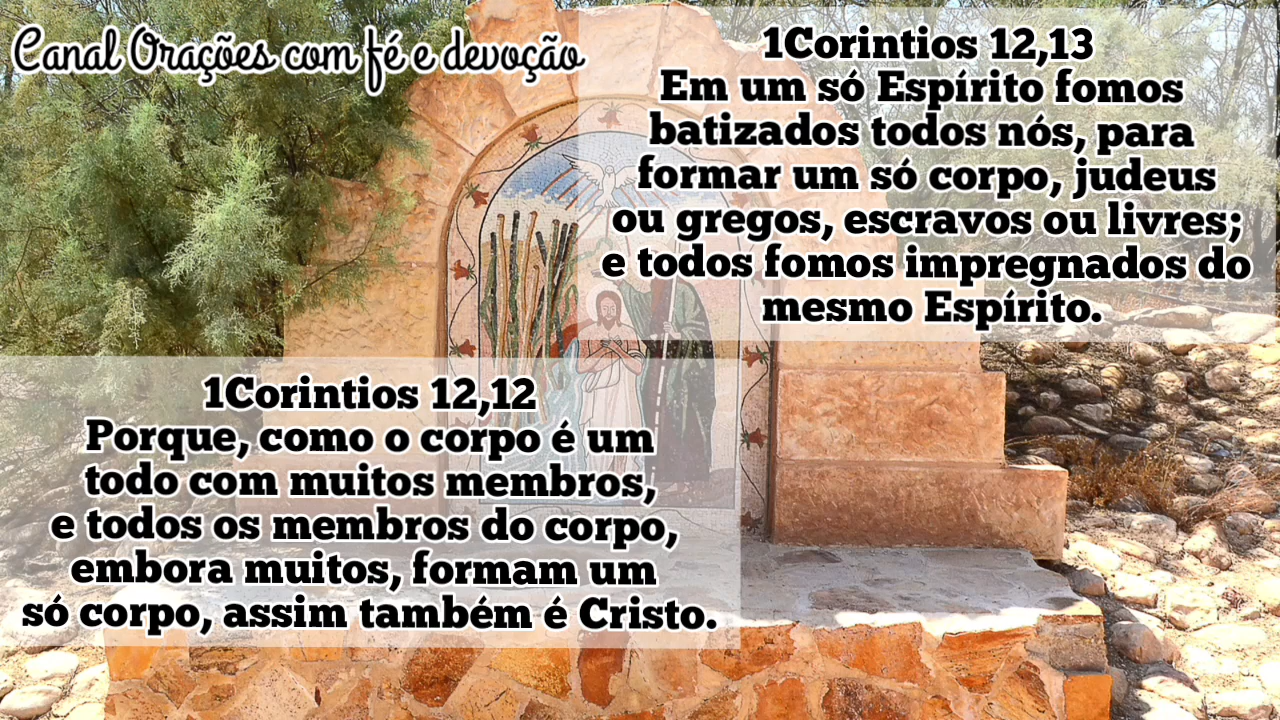 Canal Orações com fé e devoção
1Corintios 12,13
Em um só Espírito fomos
batizados todos nós, para
formar um só corpo, judeus
ou gregos, escravos ou livres;
e todos fomos impregnados do
mesmo Espírito.
1Corintios 12,12
Porque, como o corpo é um
todo com muitos membros,
e todos os membros do corpo,
embora muitos, formam um
só corpo, assim também é Cristo.